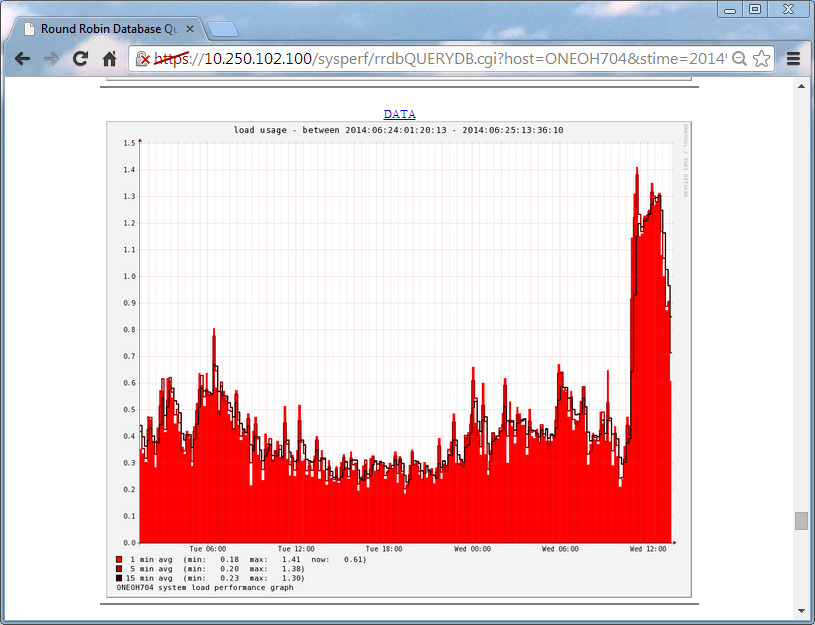 Round Robin Database Qu
https://10.250.102.100/sysperf/rrdbQUERYDB.cgi?host=ONEOH704&stime=2014
DATA
load usage - between 2014:06:24:01:20:13 - 2014:06:25:13:36:10
RRDTOOL / TOBI OETIKER
1.5
1.4
1.3
1.2
1.1
1.0
0.9
0.8
0.7
0.6
0.5
0.4
0.3
0.2
0.1
0.0
Tue 06:00 Tue 12:00 Tue 18:00 Wed 00:00 Wed 06:00 Wed 12:00
1 min avg (min: 0.18 max: 1.41 now: 0.61)
5 min avg (min: 0.20 max: 1.38)
15 min avg (min: 0.23 max: 1.30)
ONEOH704 system load performance graph